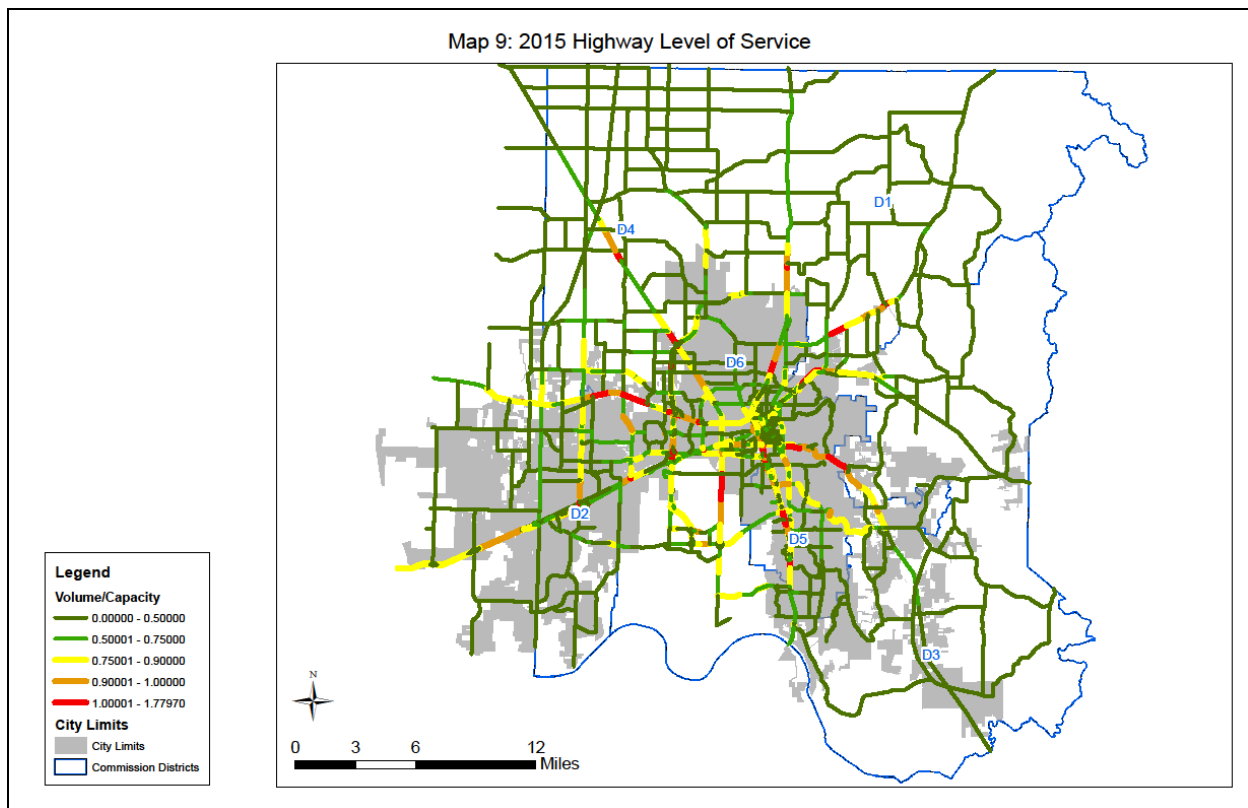 Map 9: 2015 Highway Level of Service
D1
D4
D6
D2
D5
D3
Legend
Volume/Capacity
0.00000 - 0.50000
0.50001 - 0.75000
0.75001 - 0.90000
0.90001 - 1.00000
1.00001 - 1.77970
City Limits
City Limits
Commission Districts
N
0 3 6 12
Miles